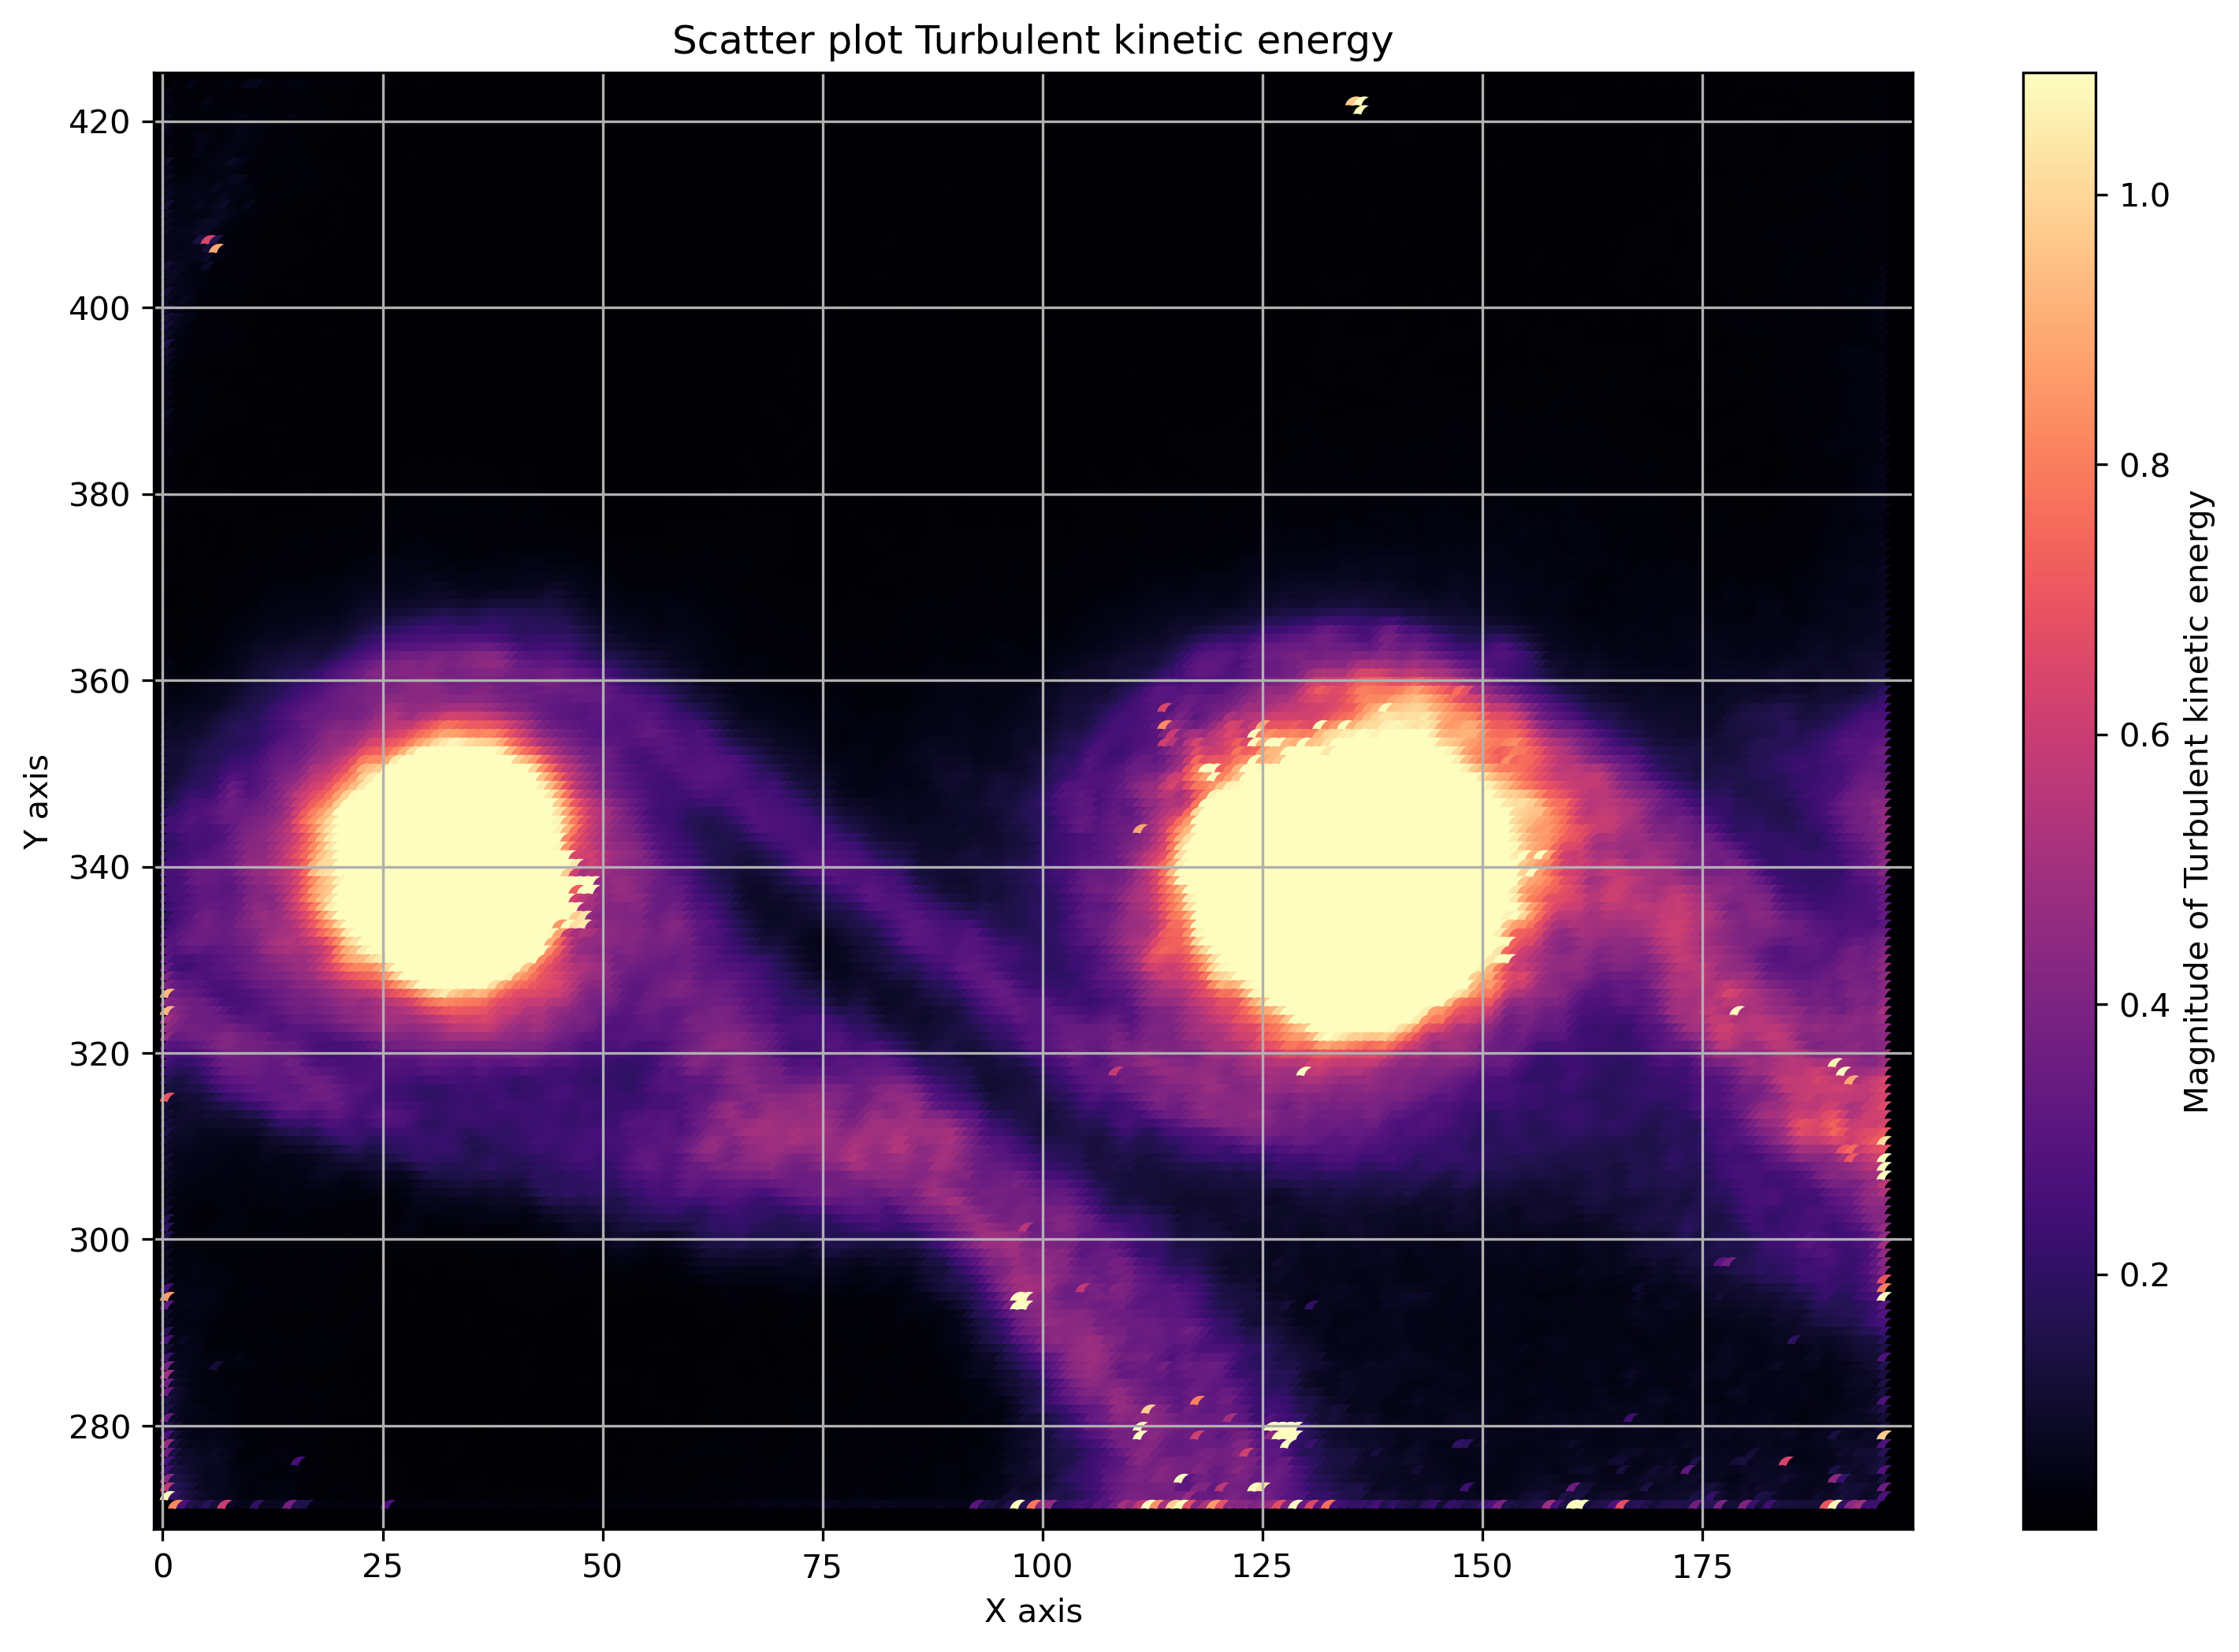 Scatter plot Turbulent kinetic energy
420
400
380
360
340
320
300
280
Y axis
0 25 50 75 100 125 150 175
X axis
1.0
0.8
0.6
0.4
0.2
Magnitude of Turbulent kinetic energy